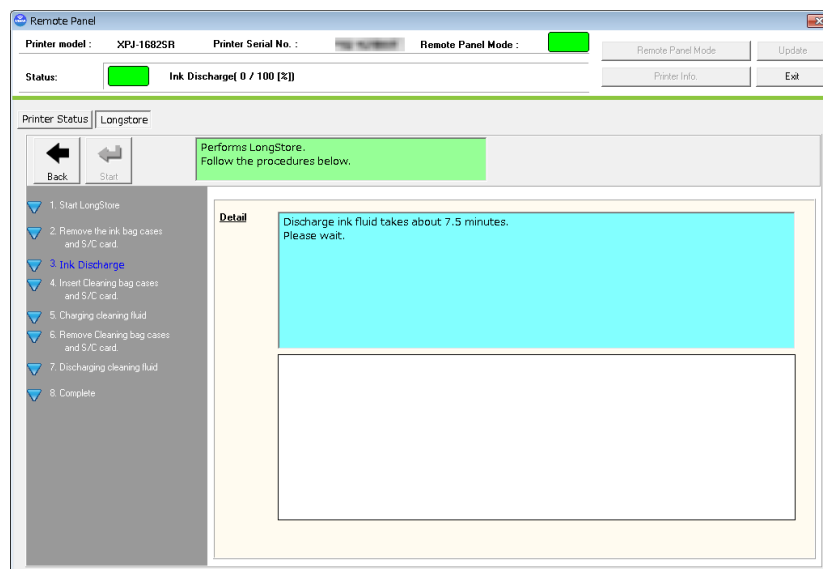 Remote Panel
Printer model : XPJ-1682SR Printer Serial No. : Remote Panel Mode :
Remote Panel Mode Update
Status: Ink Discharge( 0 / 100 [%])
Printer Info. Exit
Printer Status Longstore
Back Start
Performs LongStore.
Follow the procedures below.
1. Start LongStore
2. Remove the ink bag cases
and S/C card.
3. Ink Discharge
4. Insert Cleaning bag cases
and S/C card.
5. Charging cleaning fluid
6. Remove Cleaning bag cases
and S/C card.
7. Discharging cleaning fluid
8. Complete
Detail
Discharge ink fluid takes about 7.5 minutes.
Please wait.